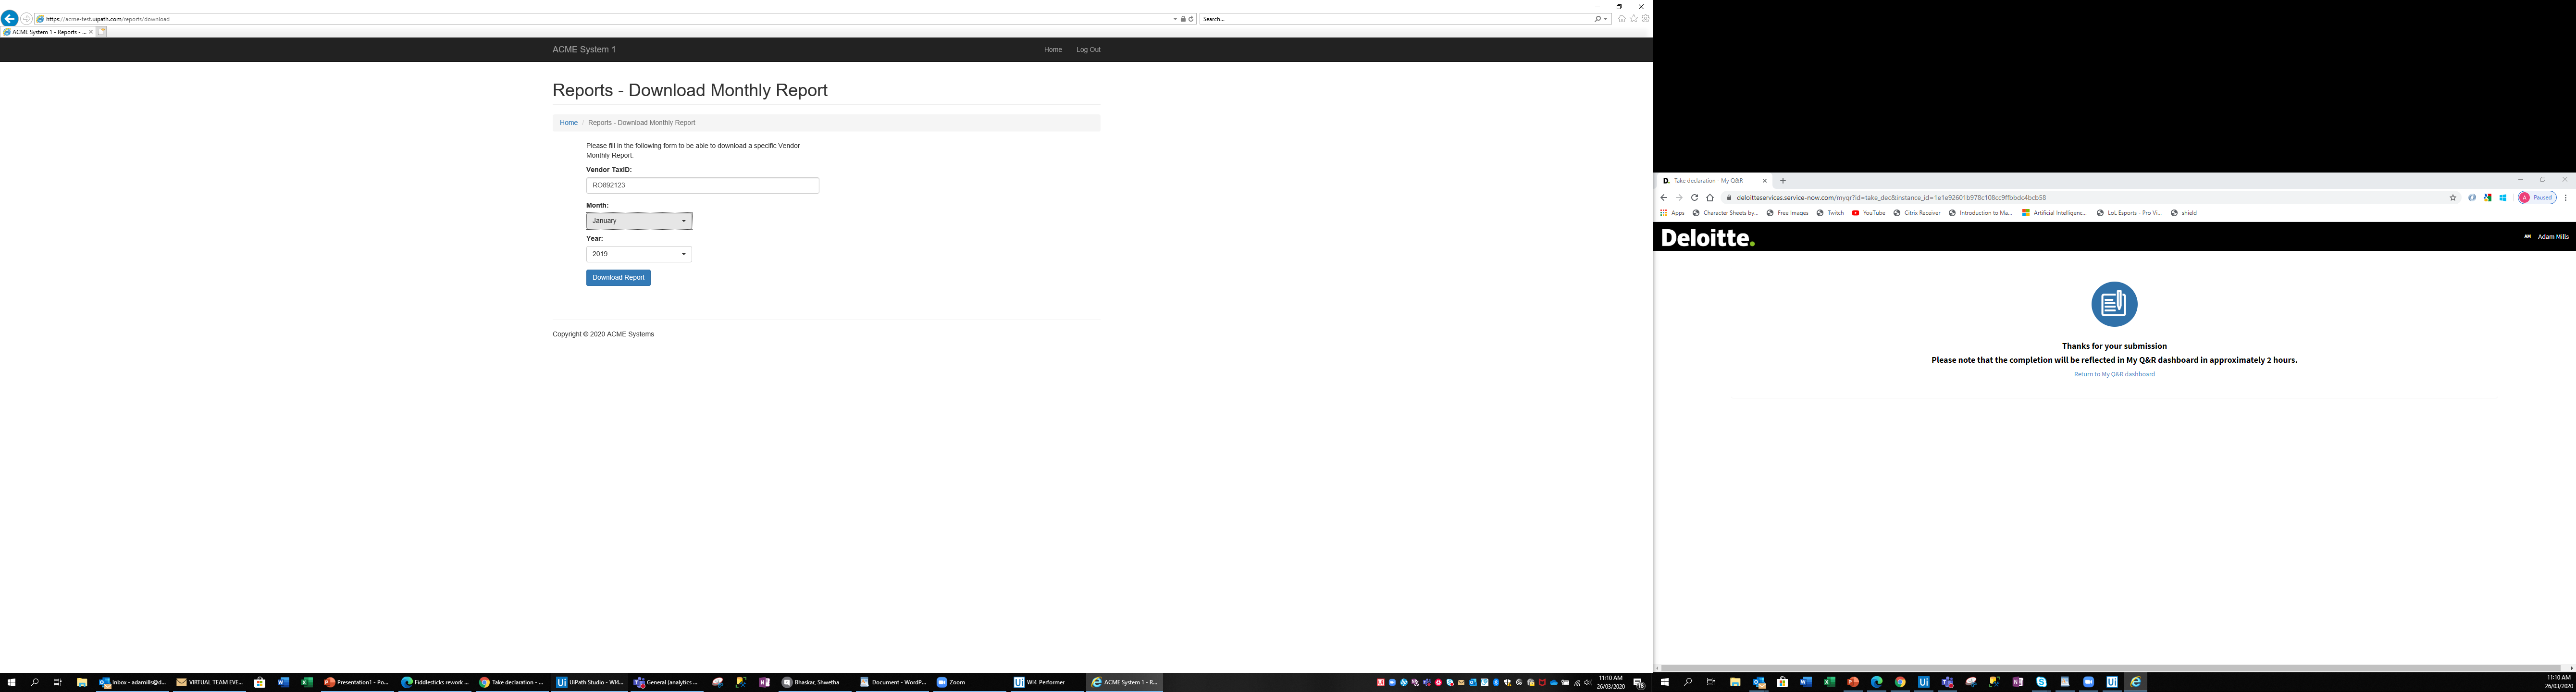 https://acme-test.uipath.com/reports/download
Search...
ACME System 1 - Reports - ...
ACME System 1
Home
Log Out
Reports - Download Monthly Report
Home / Reports - Download Monthly Report
Please fill in the following form to be able to download a specific Vendor
Monthly Report.
Vendor TaxID:
RO892123
Month:
January
Year:
2019
Download Report
Copyright © 2020 ACME Systems
Inbox - adamills@d...
VIRTUAL TEAM EVE...
Presentation1 - Po...
Fiddlesticks rework ...
Take declaration - ...
UiPath Studio - WI4...
General (analytics ...
Bhaskar, Shwetha
Document - WordP...
Zoom
WI4_Performer
ACME System 1 - R...
11:10 AM
26/03/2020
Take declaration - My Q&R
deloitteservices.service-now.com/myqr?id=take_dec&instance_id=1e1e92601b978c108cc9ffbbdc4bcb58
Paused
Apps
Character Sheets by...
Free Images
Twitch
YouTube
Citrix Receiver
Introduction to Ma...
Artificial Intelligenc...
LoL Esports - Pro Vi...
shield
Deloitte.
AM
Adam Mills
Thanks for your submission
Please note that the completion will be reflected in My Q&R dashboard in approximately 2 hours.
Return to My Q&R dashboard
11:10 AM
26/03/2020